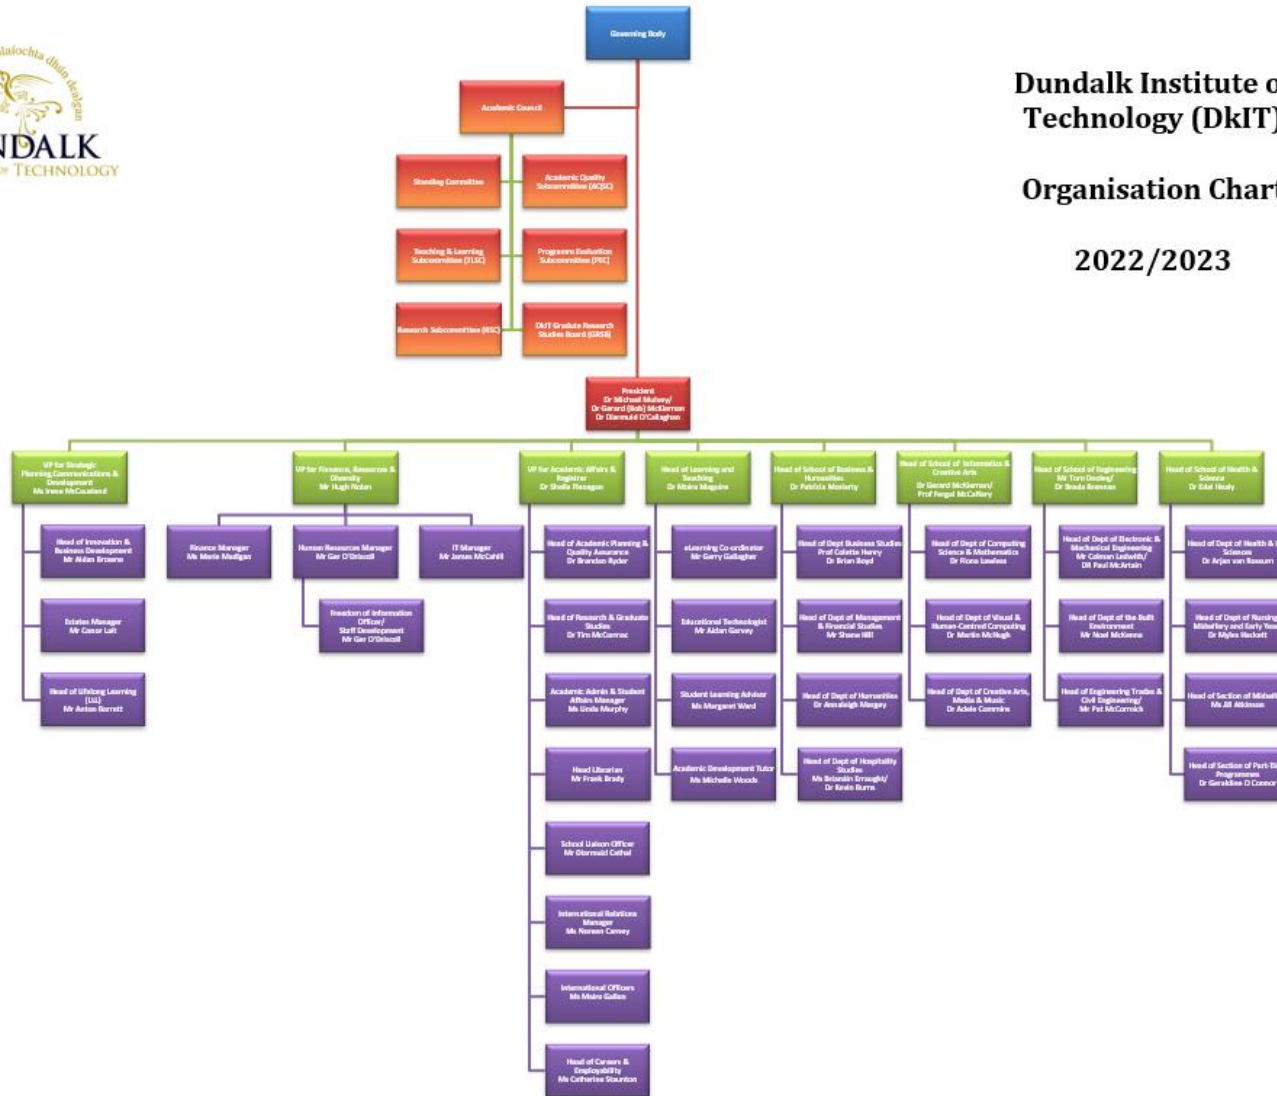 Governing Body
Dundalk Institute o
Technology (DkIT)
Organisation Chart
2022/2023
NDALK
OF TECHNOLOGY
Academic Council
Standing Committee
Academic Quality
Subcommittee (AQSC)
Teaching & Learning
Subcommittee (TLSC)
Programme Evaluation
Subcommittee (PEC)
Research Subcommittee (RSC)
DkIT Graduate Research
Studies Board (GRSB)
President
Dr Michael Mulvey/
Dr Gerard (Bob) McKiernan
Dr Diarmuid O'Callaghan
VP for Strategic
Planning,Communications &
Development
Ms Irene McCausland
VP for Finance, Resources &
Diversity
Mr Hugh Nolan
VP for Academic Affairs &
Registrar
Dr Sheila Flanagan
Head of Learning and
Teaching
Dr Moira Maguire
Head of School of Business &
Humanities
Dr Patricia Moriarty
Head of School of Informatics &
Creative Arts
Dr Gerard McKiernan/
Prof Fergal McCaffery
Head of School of Engineering
Mr Tom Dooley/
Dr Breda Brennan
Head of School of Health &
Science
Dr Edel Healy
Head of Innovation &
Business Development
Mr Aidan Browne
Estates Manager
Mr Conor
Head of Lifelong Learning
(LLL)
Mr Anton Barrett
Finance Manager
Ms Marie Madigan
Human Resources Manager
Mr Ger O'Driscoll
Freedom of Information
Officer/
Staff Development
Mr Ger O'Driscoll
IT Manager
Mr James McCahill
Head of Academic Planning &
Quality Assurance
Dr Brendan Ryder
Head of Research & Graduate
Studies
Dr Tim McCormac
Academic Admin & Student
Affairs Manager
Ms Linda Murphy
Head Librarian
Mr Frank Brady
School Liaison Officer
Mr Diarmuid Cathal
International Relations
Manager
Ms Noreen Carney
International Officers
Ms Maire Gallen
Head of Careers &
Employability
Ms Catherine Staunton
eLearning Co-ordinator
Mr Gerry Gallagher
Educational Technologist
Mr Aidan Garvey
Student Learning Advisor
Ms Margaret Ward
Academic Development Tutor
Ms Michelle Woods
Head of Dept Business Studies
Prof Colette Henry
Dr Brian Boyd
Head of Dept of Management
& Financial Studies
Mr Shane Hill
Head of Dept of Humanities
Dr Annaleigh Margey
Head of Dept of Hospitality
Studies
Ms Brianáin Erraught/
Dr Kevin Burns
Head of Dept of Computing
Science & Mathematics
Dr Fiona Lawless
Head of Dept of Visual &
Human-Centred Computing
Dr Martin McHugh
Head of Dept of Creative Arts,
Media & Music
Dr Adele Commins
Head of Dept of Electronic &
Mechanical Engineering
Mr Colman Ledwith/
DR Paul McArtain
Head of Dept of the Built
Environment
Mr Noel McKenna
Head of Engineering Trades &
Civil Engineering/
Mr Pat McCormick
Head of Dept of Health &
Sciences
Dr Arjan van Rossum
Head of Dept of Nursing
Midwifery and Early Yea
Dr Myles Hackett
Head of Section of Midwife
Ms Jill Atkinson
Head of Section of Part-Ti
Programmes
Dr Geraldine O Connor